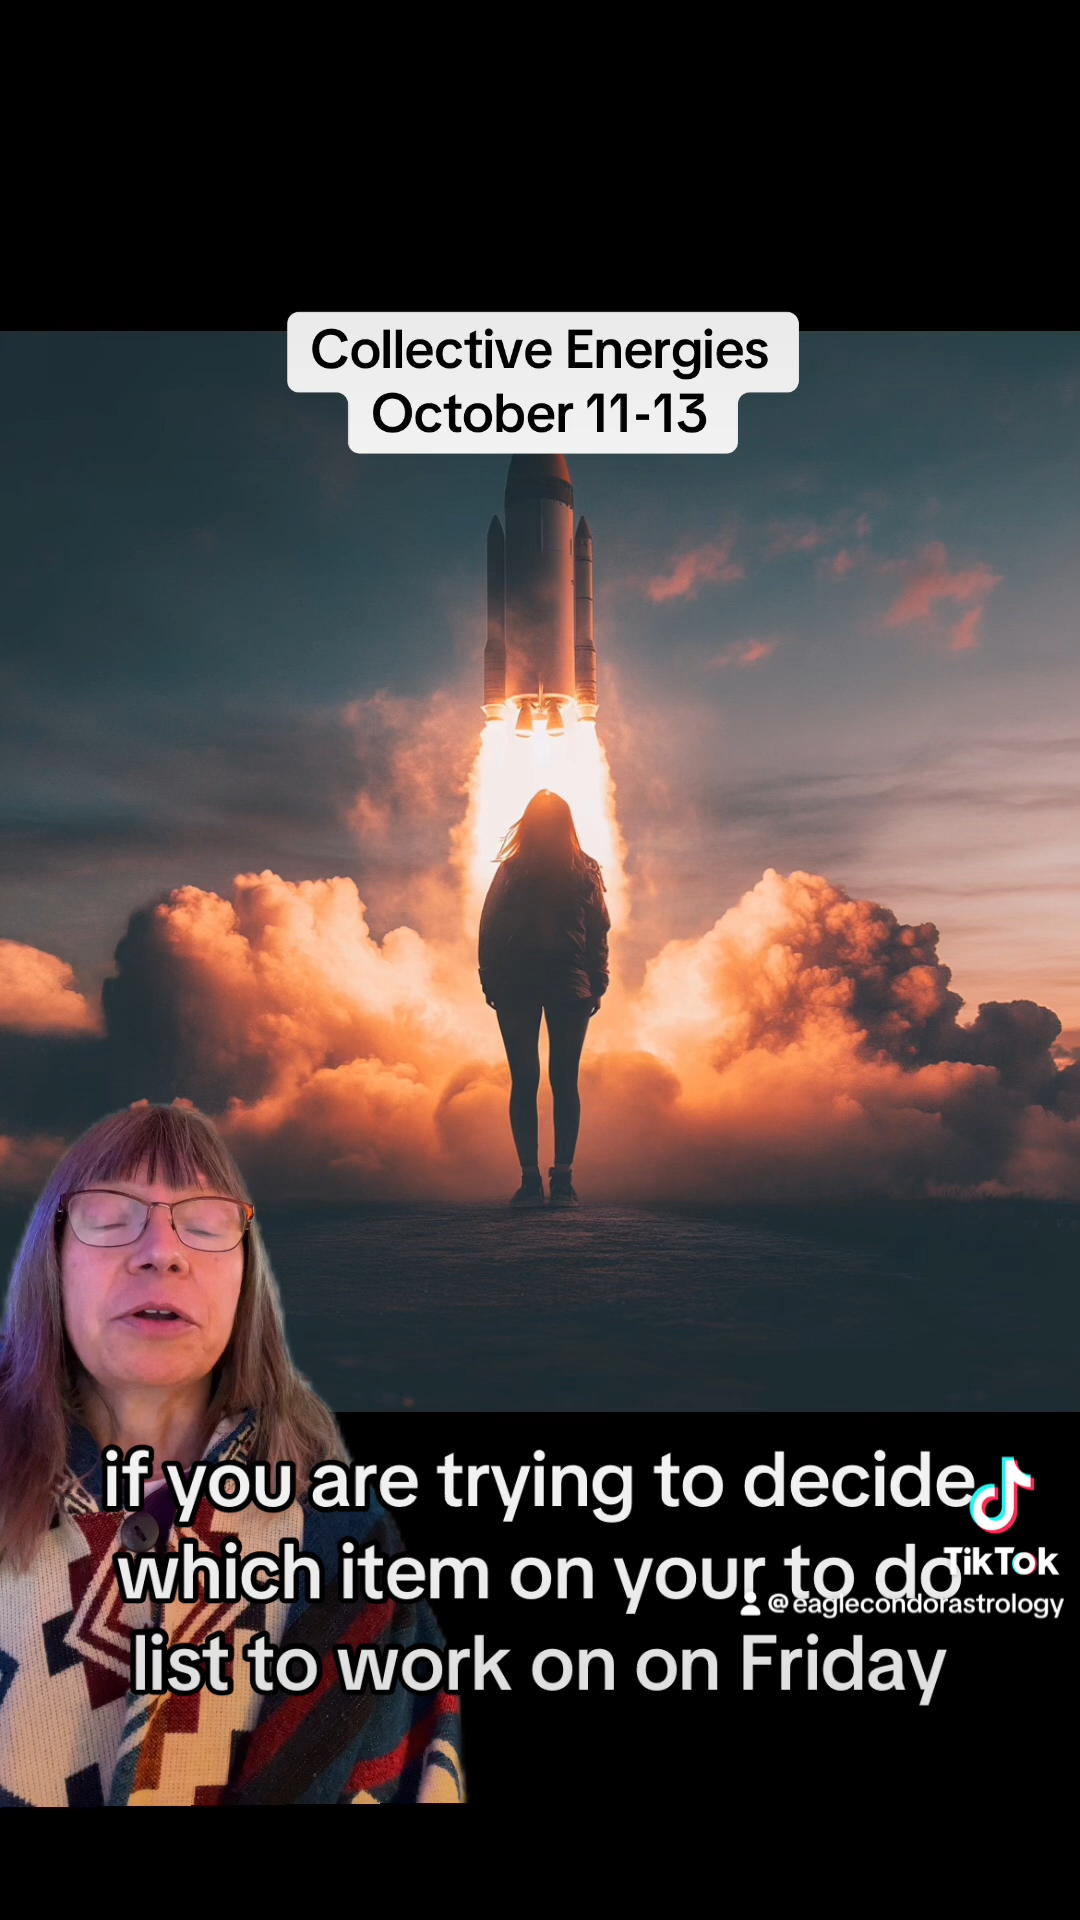 Collective Energies
October 11-13
if you are trying to decide
which item on your to do
list to work on on Friday
TikTok
@eaglecondorastrology